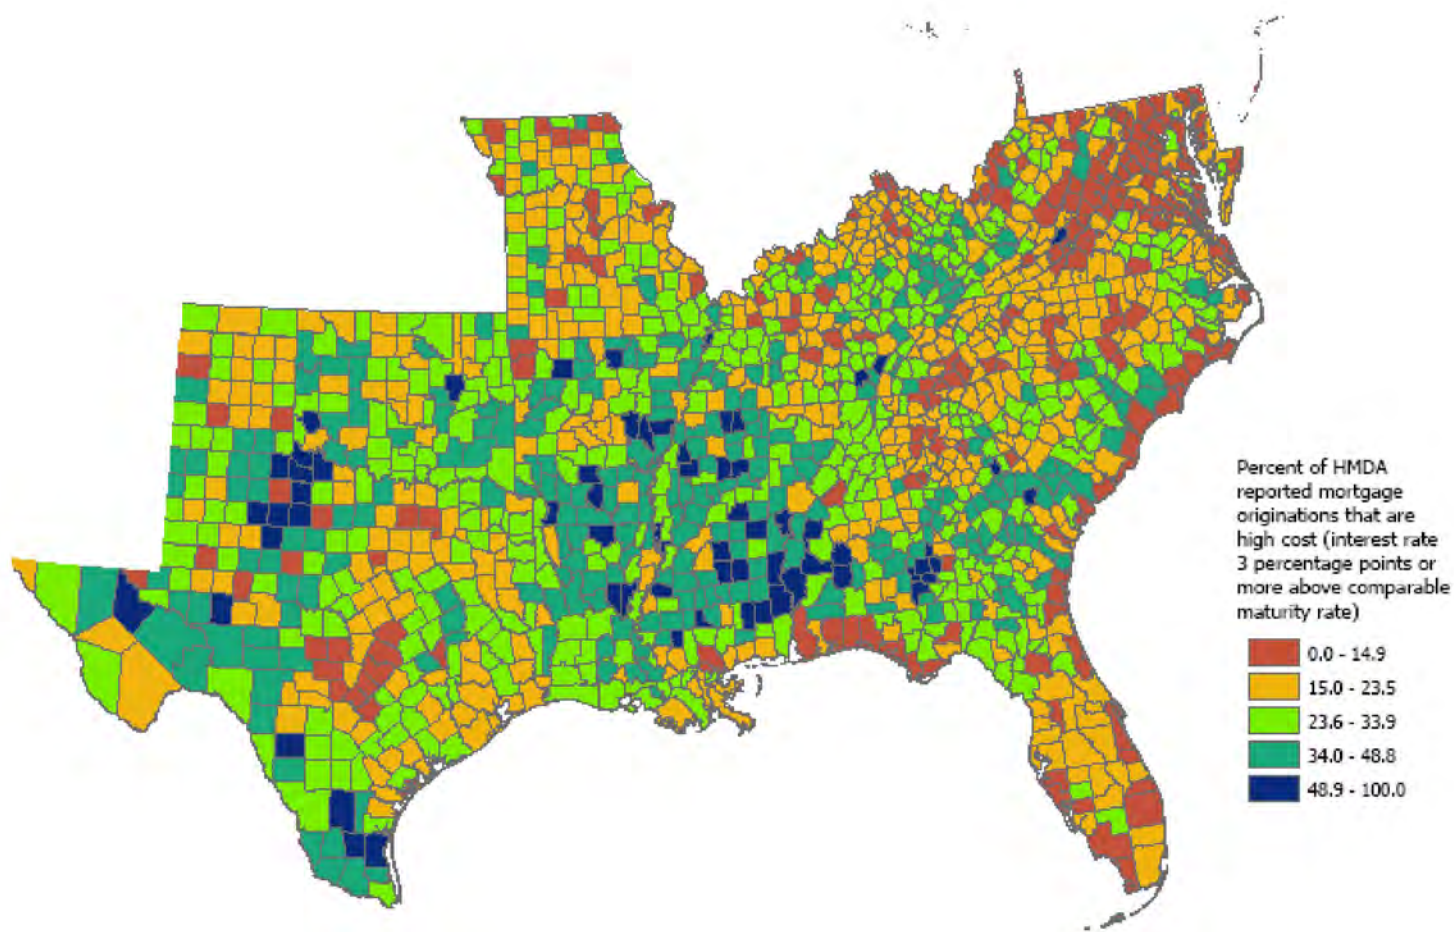 Percent of HMDA
reported mortgage
originations that are
high cost (interest rate
3 percentage points or
more above comparable
maturity rate)
0.0 - 14.9
15.0 - 23.5
23.6 - 33.9
34.0 - 48.8
48.9 - 100.0